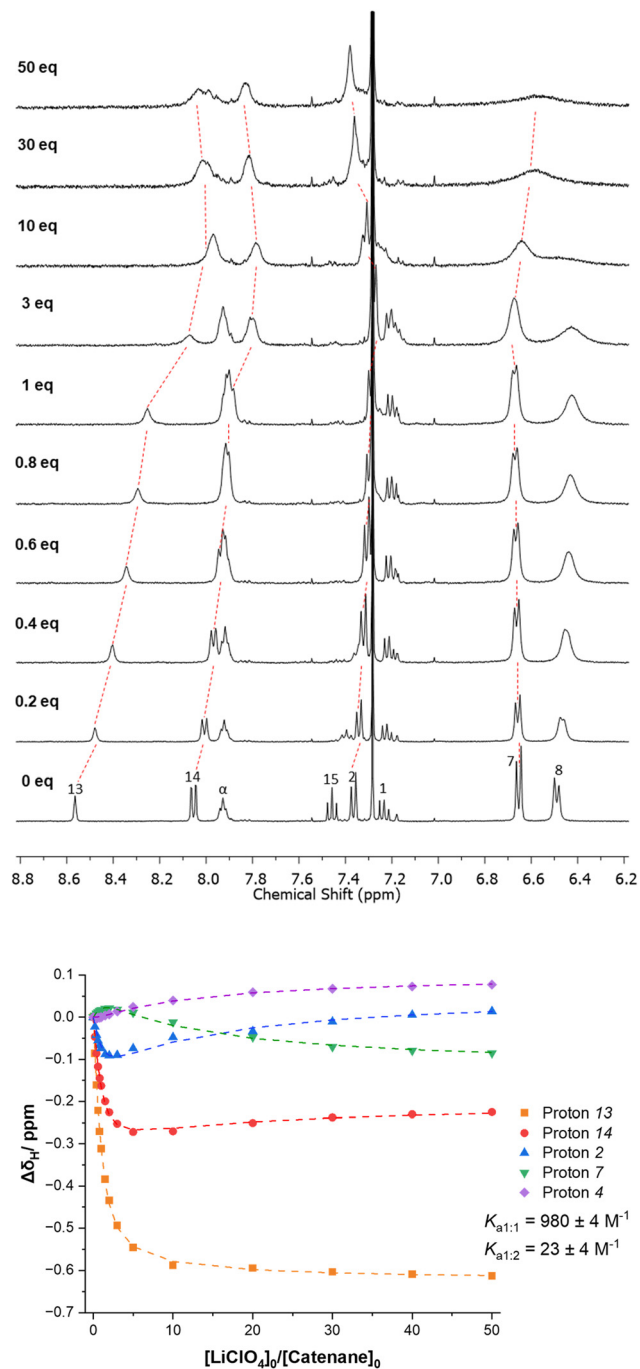 50 eq
30 eq
10 eq
3 eq
1 eq
0.8 eq
0.6 eq
0.4 eq
0.2 eq
0 eq
13
14
α
15
2
1
7
8
8.8 8.6 8.4 8.2 8.0 7.8 7.6 7.4 7.2 7.0 6.8 6.6 6.4 6.2
Chemical Shift (ppm)
0.1
0.0
-0.1
-0.2
-0.3
-0.4
-0.5
-0.6
-0.7
ΔδH/ ppm
Proton 13
Proton 14
Proton 2
Proton 7
Proton 4
Ka1:1 = 980 ± 4 M-1
Ka1:2 = 23 ± 4 M-1
0 10 20 30 40 50
[LiClO4]0/[Catenane]0